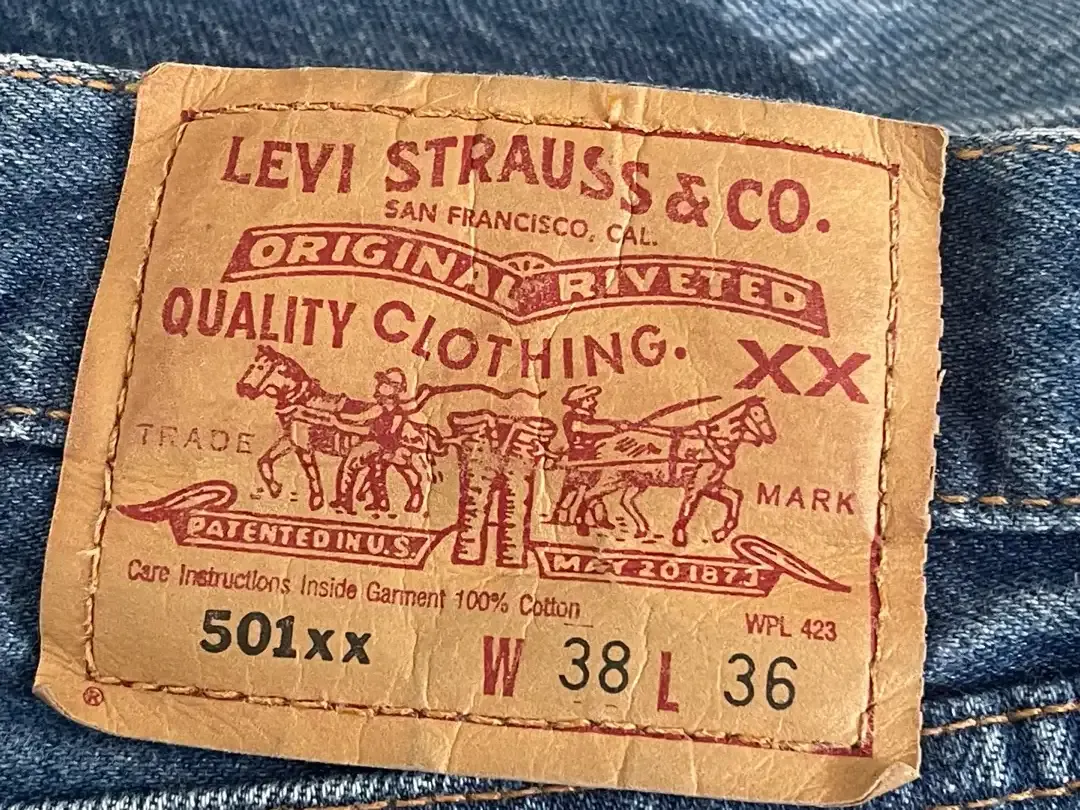 LEVI STRAUSS & CO.
SAN FRANCISCO, CAL.
ORIGINAL RIVETED
QUALITY CLOTHING.
XX
TRADE MARK
PATENTED IN U.S. MAY 20 1873
Care Instructions Inside Garment 100% Cotton
WPL 423
501xx W 38 L 36
®